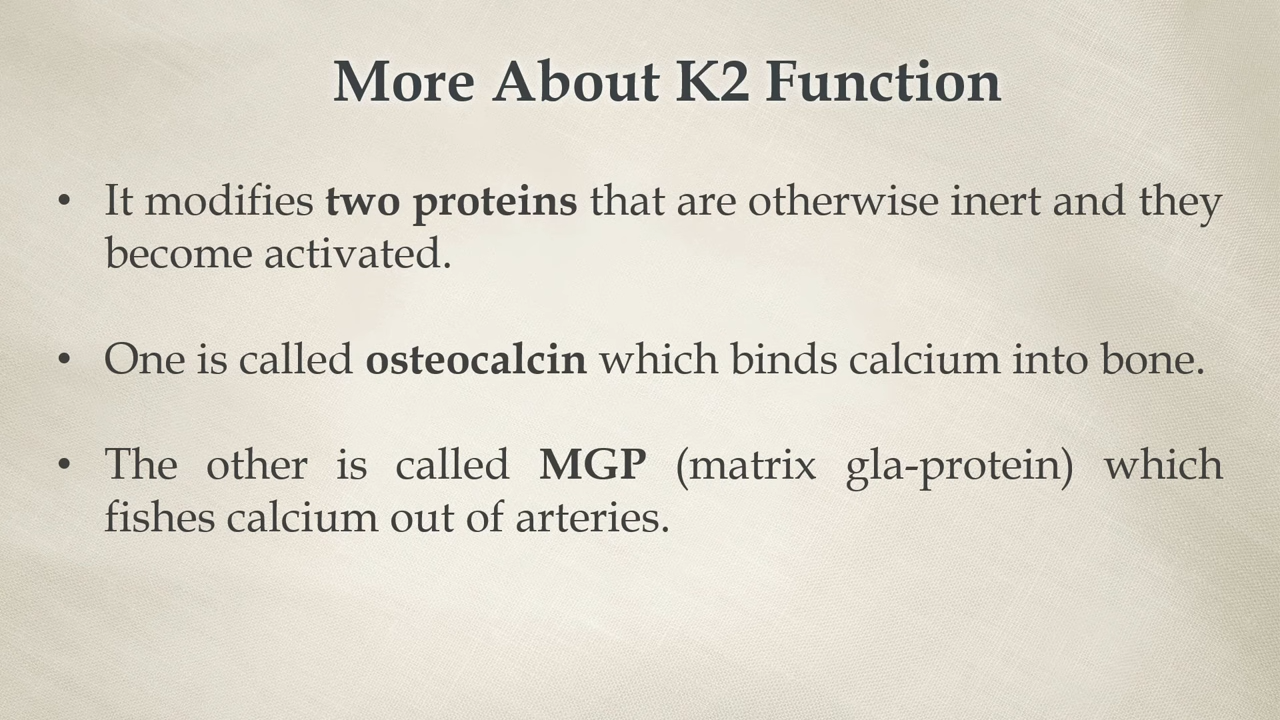 More About K2 Function
• It modifies two proteins that are otherwise inert and they
become activated.
• One is called osteocalcin which binds calcium into bone.
• The other is called MGP (matrix gla-protein) which
fishes calcium out of arteries.